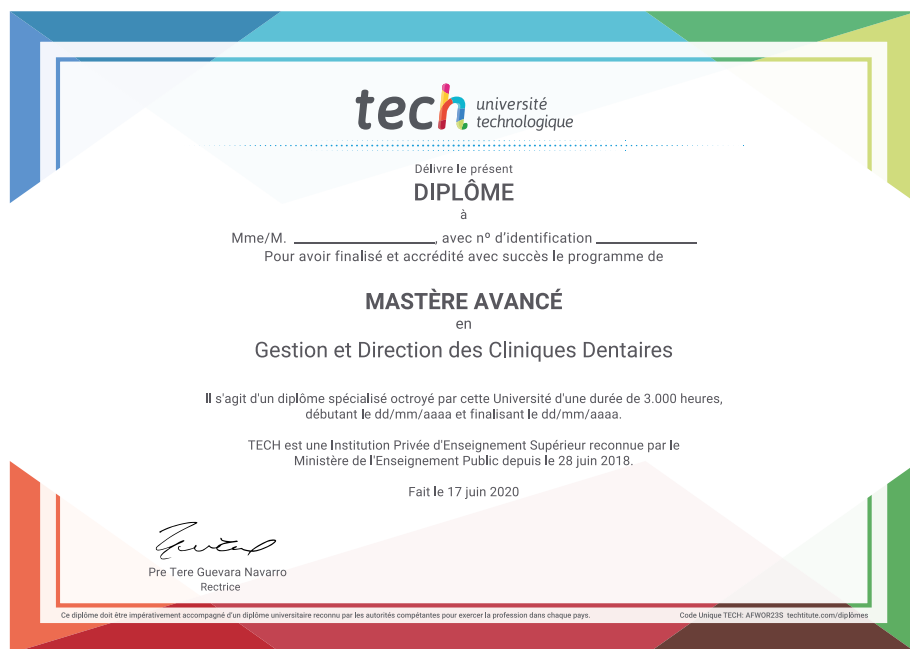 tech université
technologique
Délivre le présent
DIPLÔME
à
Mme/M. ________________, avec nº d'identification ____________
Pour avoir finalisé et accrédité avec succès le programme de
MASTÈRE AVANCÉ
en
Gestion et Direction des Cliniques Dentaires
Il s'agit d'un diplôme spécialisé octroyé par cette Université d'une durée de 3.000 heures,
débutant le dd/mm/aaaa et finalisant le dd/mm/aaaa.
TECH est une Institution Privée d'Enseignement Supérieur reconnue par le
Ministère de l'Enseignement Public depuis le 28 juin 2018.
Fait le 17 juin 2020
Pre Tere Guevara Navarro
Rectrice
Ce diplôme doit être impérativement accompagné d'un diplôme universitaire reconnu par les autorités compétantes pour exercer la profession dans chaque pays.
Code Unique TECH: AFWOR23S techtitute.com/diplômes